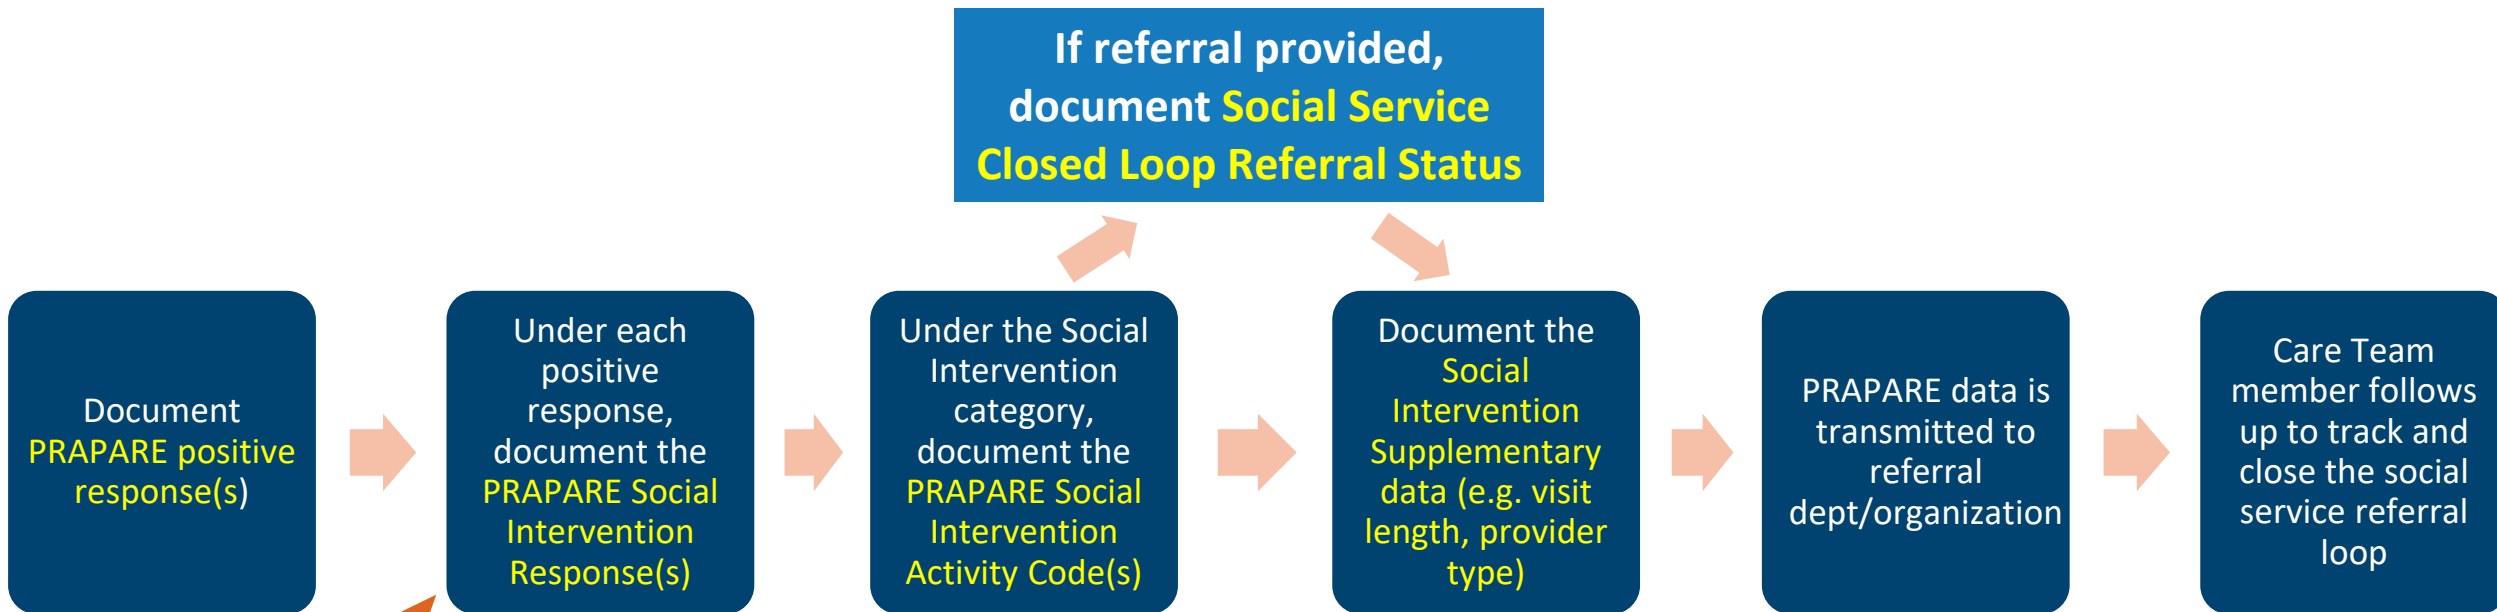 If referral provided,
document Social Service
Closed Loop Referral Status
Document
PRAPARE positive
response(s)
Under each
positive
response,
document the
PRAPARE Social
Intervention
Response(s)
Under the Social
Intervention
category,
document the
PRAPARE Social
Intervention
Activity Code(s)
Document the
Social
Intervention
Supplementary
data (e.g. visit
length, provider
type)
PRAPARE data is
transmitted to
referral
dept/organization
Care Team
member follows
up to track and
close the social
service referral
loop